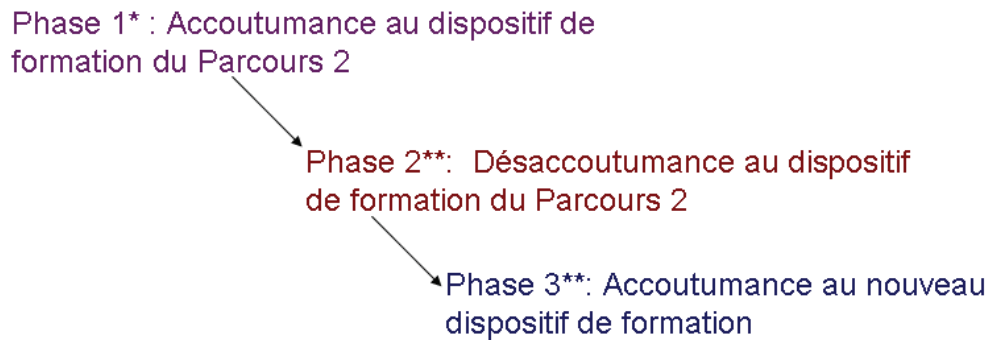 Phase 1* : Accoutumance au dispositif de
formation du Parcours 2
Phase 2**:  Désaccoutumance au dispositif
de formation du Parcours 2
Phase 3**: Accoutumance au nouveau
dispositif de formation